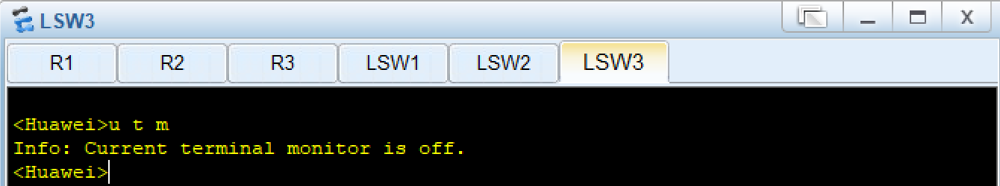 LSW3
R1 R2 R3 LSW1 LSW2 LSW3
<Huawei>u t m
Info: Current terminal monitor is off.
<Huawei>